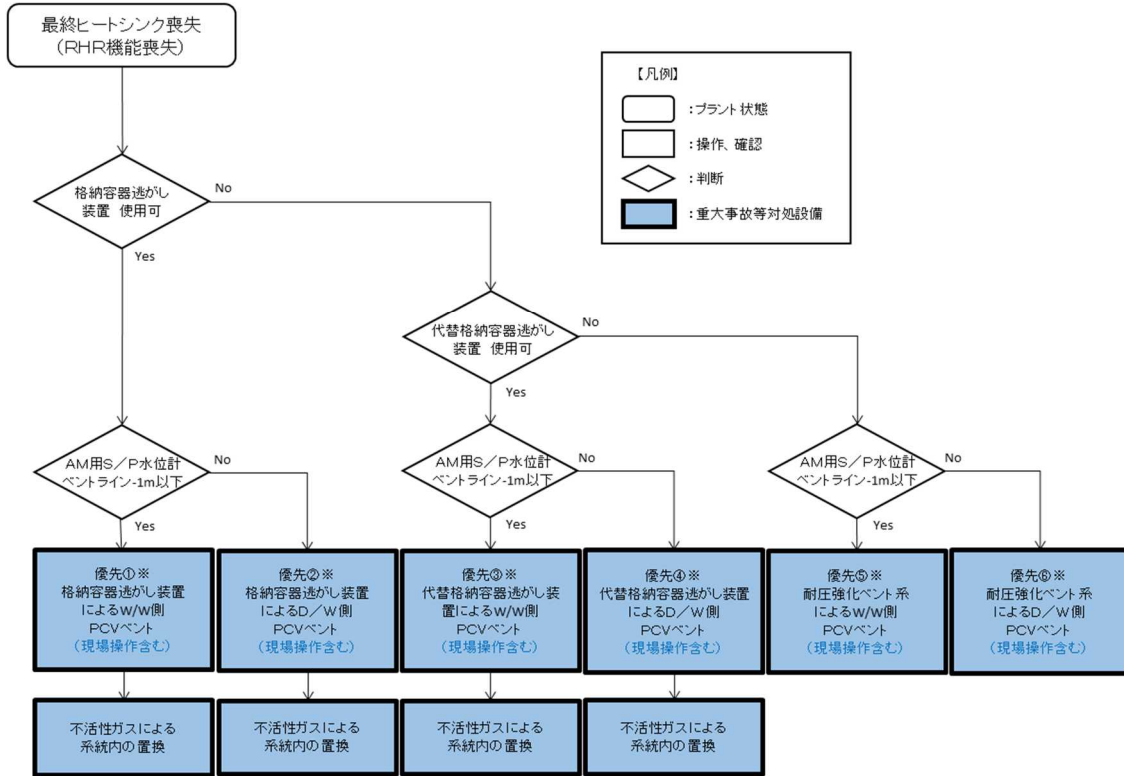 最終ヒートシンク喪失
(RHR機能喪失)
【凡例】
:プラント状態
:操作、確認
:判断
:重大事故等対処設備
格納容器逃がし
装置 使用可
No
Yes
代替格納容器逃がし
装置 使用可
No
Yes
AM用S/P水位計
ベントライン-1m以下
No
Yes
AM用S/P水位計
ベントライン-1m以下
No
Yes
AM用S/P水位計
ベントライン-1m以下
No
Yes
優先①※
格納容器逃がし装置
によるW/W側
PCVベント
(現場操作含む)
優先②※
格納容器逃がし装置
によるD/W側
PCVベント
(現場操作含む)
優先③※
代替格納容器逃がし装
置によるW/W側
PCVベント
(現場操作含む)
優先④※
代替格納容器逃がし装置
によるD/W側
PCVベント
(現場操作含む)
優先⑤※
耐圧強化ベント系
によるW/W側
PCVベント
(現場操作含む)
優先⑥※
耐圧強化ベント系
によるD/W側
PCVベント
(現場操作含む)
不活性ガスによる
系統内の置換
不活性ガスによる
系統内の置換
不活性ガスによる
系統内の置換
不活性ガスによる
系統内の置換